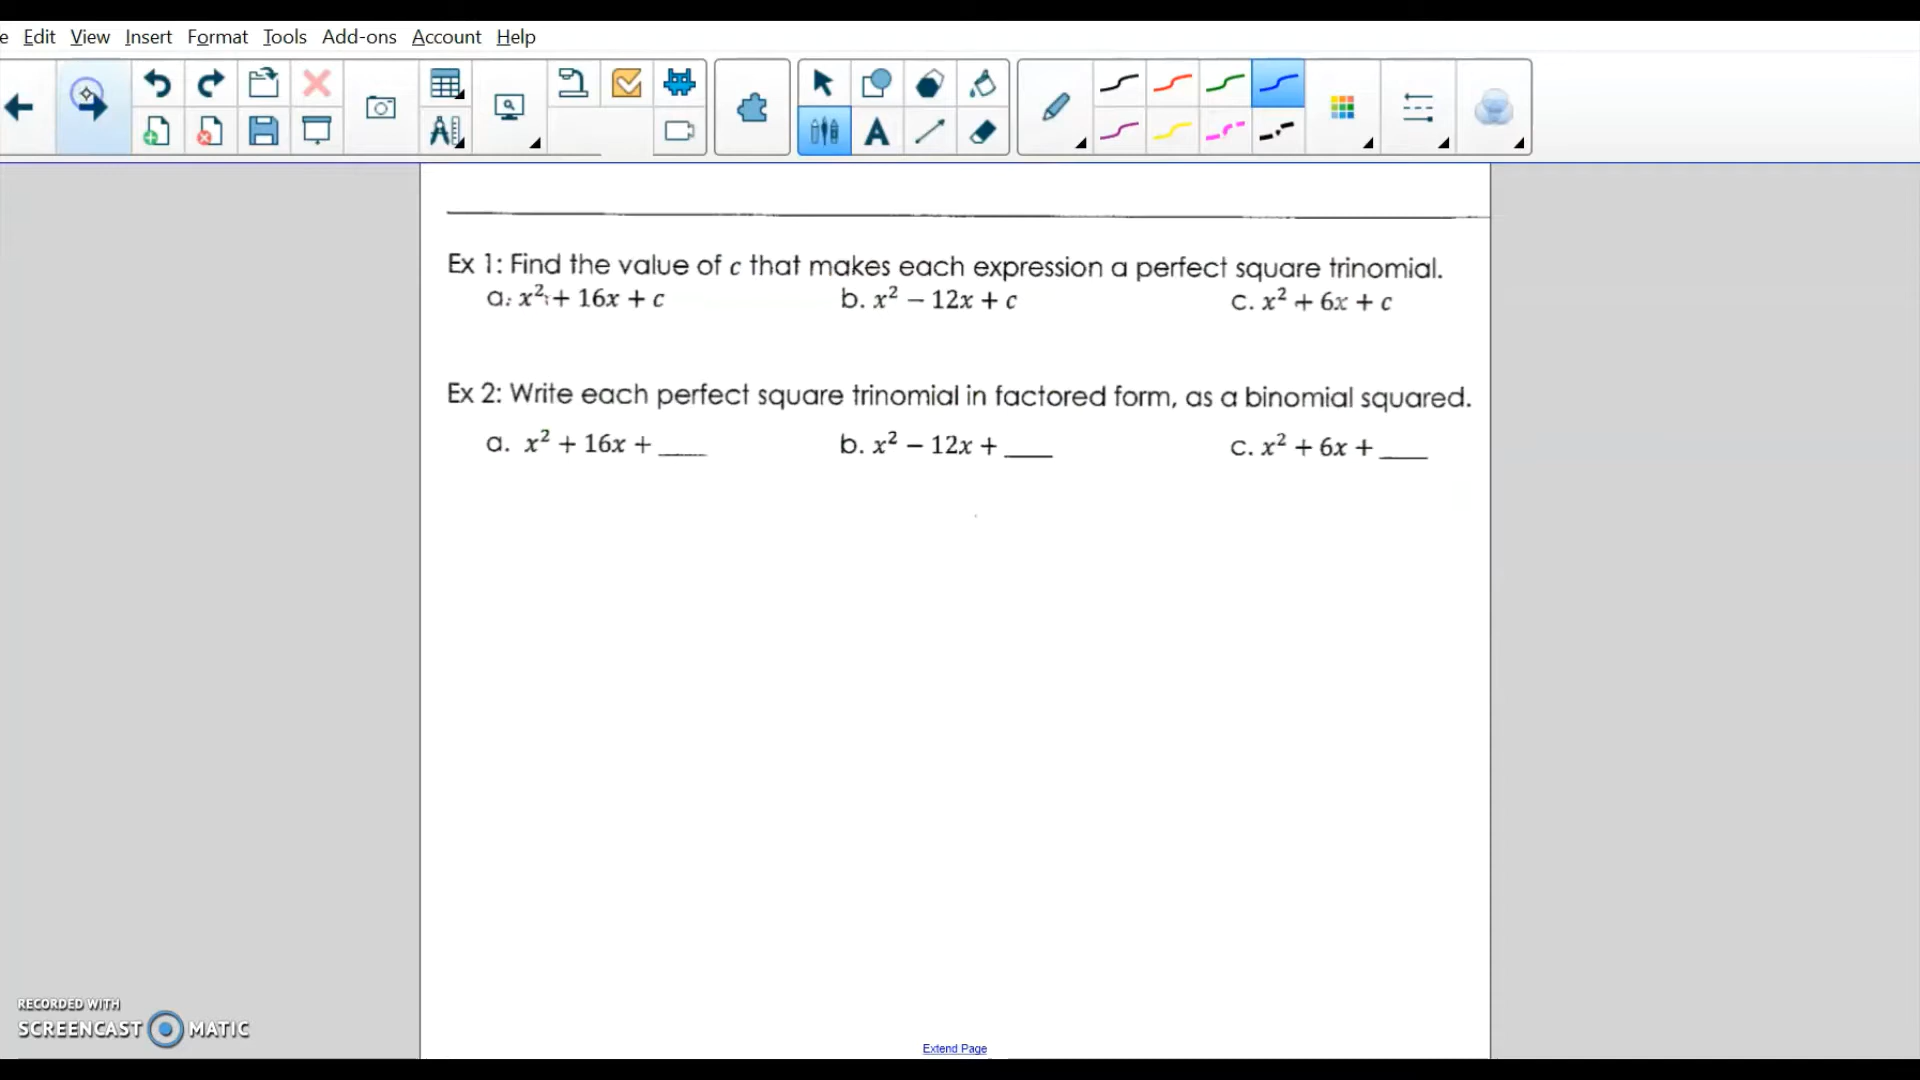 e Edit View Insert Format Tools Add-ons Account Help
Ex 1: Find the value of c that makes each expression a perfect square trinomial.
a. x² + 16x + c b. x² − 12x + c c. x² + 6x + c
Ex 2: Write each perfect square trinomial in factored form, as a binomial squared.
a. x² + 16x + ____ b. x² − 12x + ____ c. x² + 6x + ____
RECORDED WITH
SCREENCAST MATIC
Extend Page